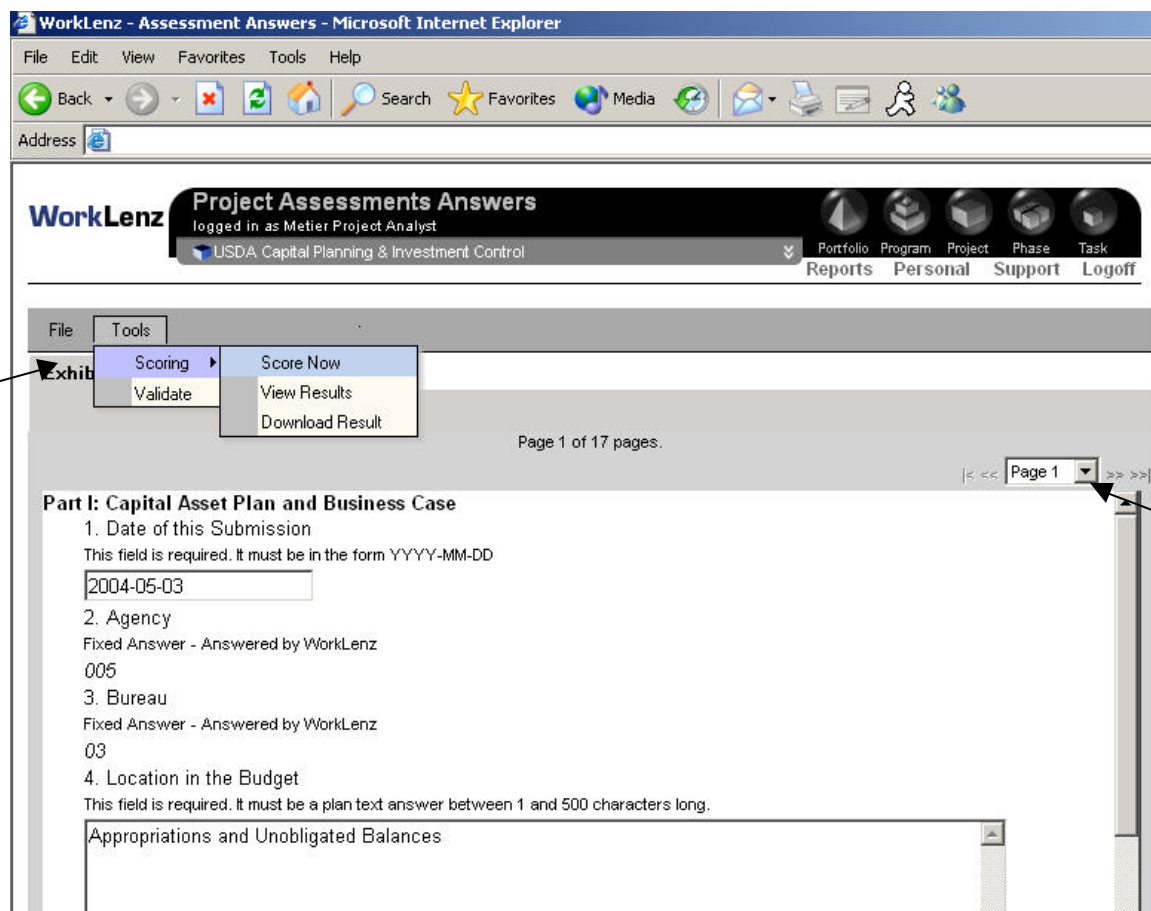 WorkLenz - Assessment Answers - Microsoft Internet Explorer
File Edit View Favorites Tools Help
Back Search Favorites Media
Address
WorkLenz
Project Assessments Answers
logged in as Metier Project Analyst
USDA Capital Planning & Investment Control
Portfolio Program Project Phase Task
Reports Personal Support Logoff
File Tools
Scoring Score Now
Exhib
Validate View Results
Download Result
Page 1 of 17 pages.
|< << Page 1 >> >>|
Part I: Capital Asset Plan and Business Case
1. Date of this Submission
This field is required. It must be in the form YYYY-MM-DD
2004-05-03
2. Agency
Fixed Answer - Answered by WorkLenz
005
3. Bureau
Fixed Answer - Answered by WorkLenz
03
4. Location in the Budget
This field is required. It must be a plan text answer between 1 and 500 characters long.
Appropriations and Unobligated Balances